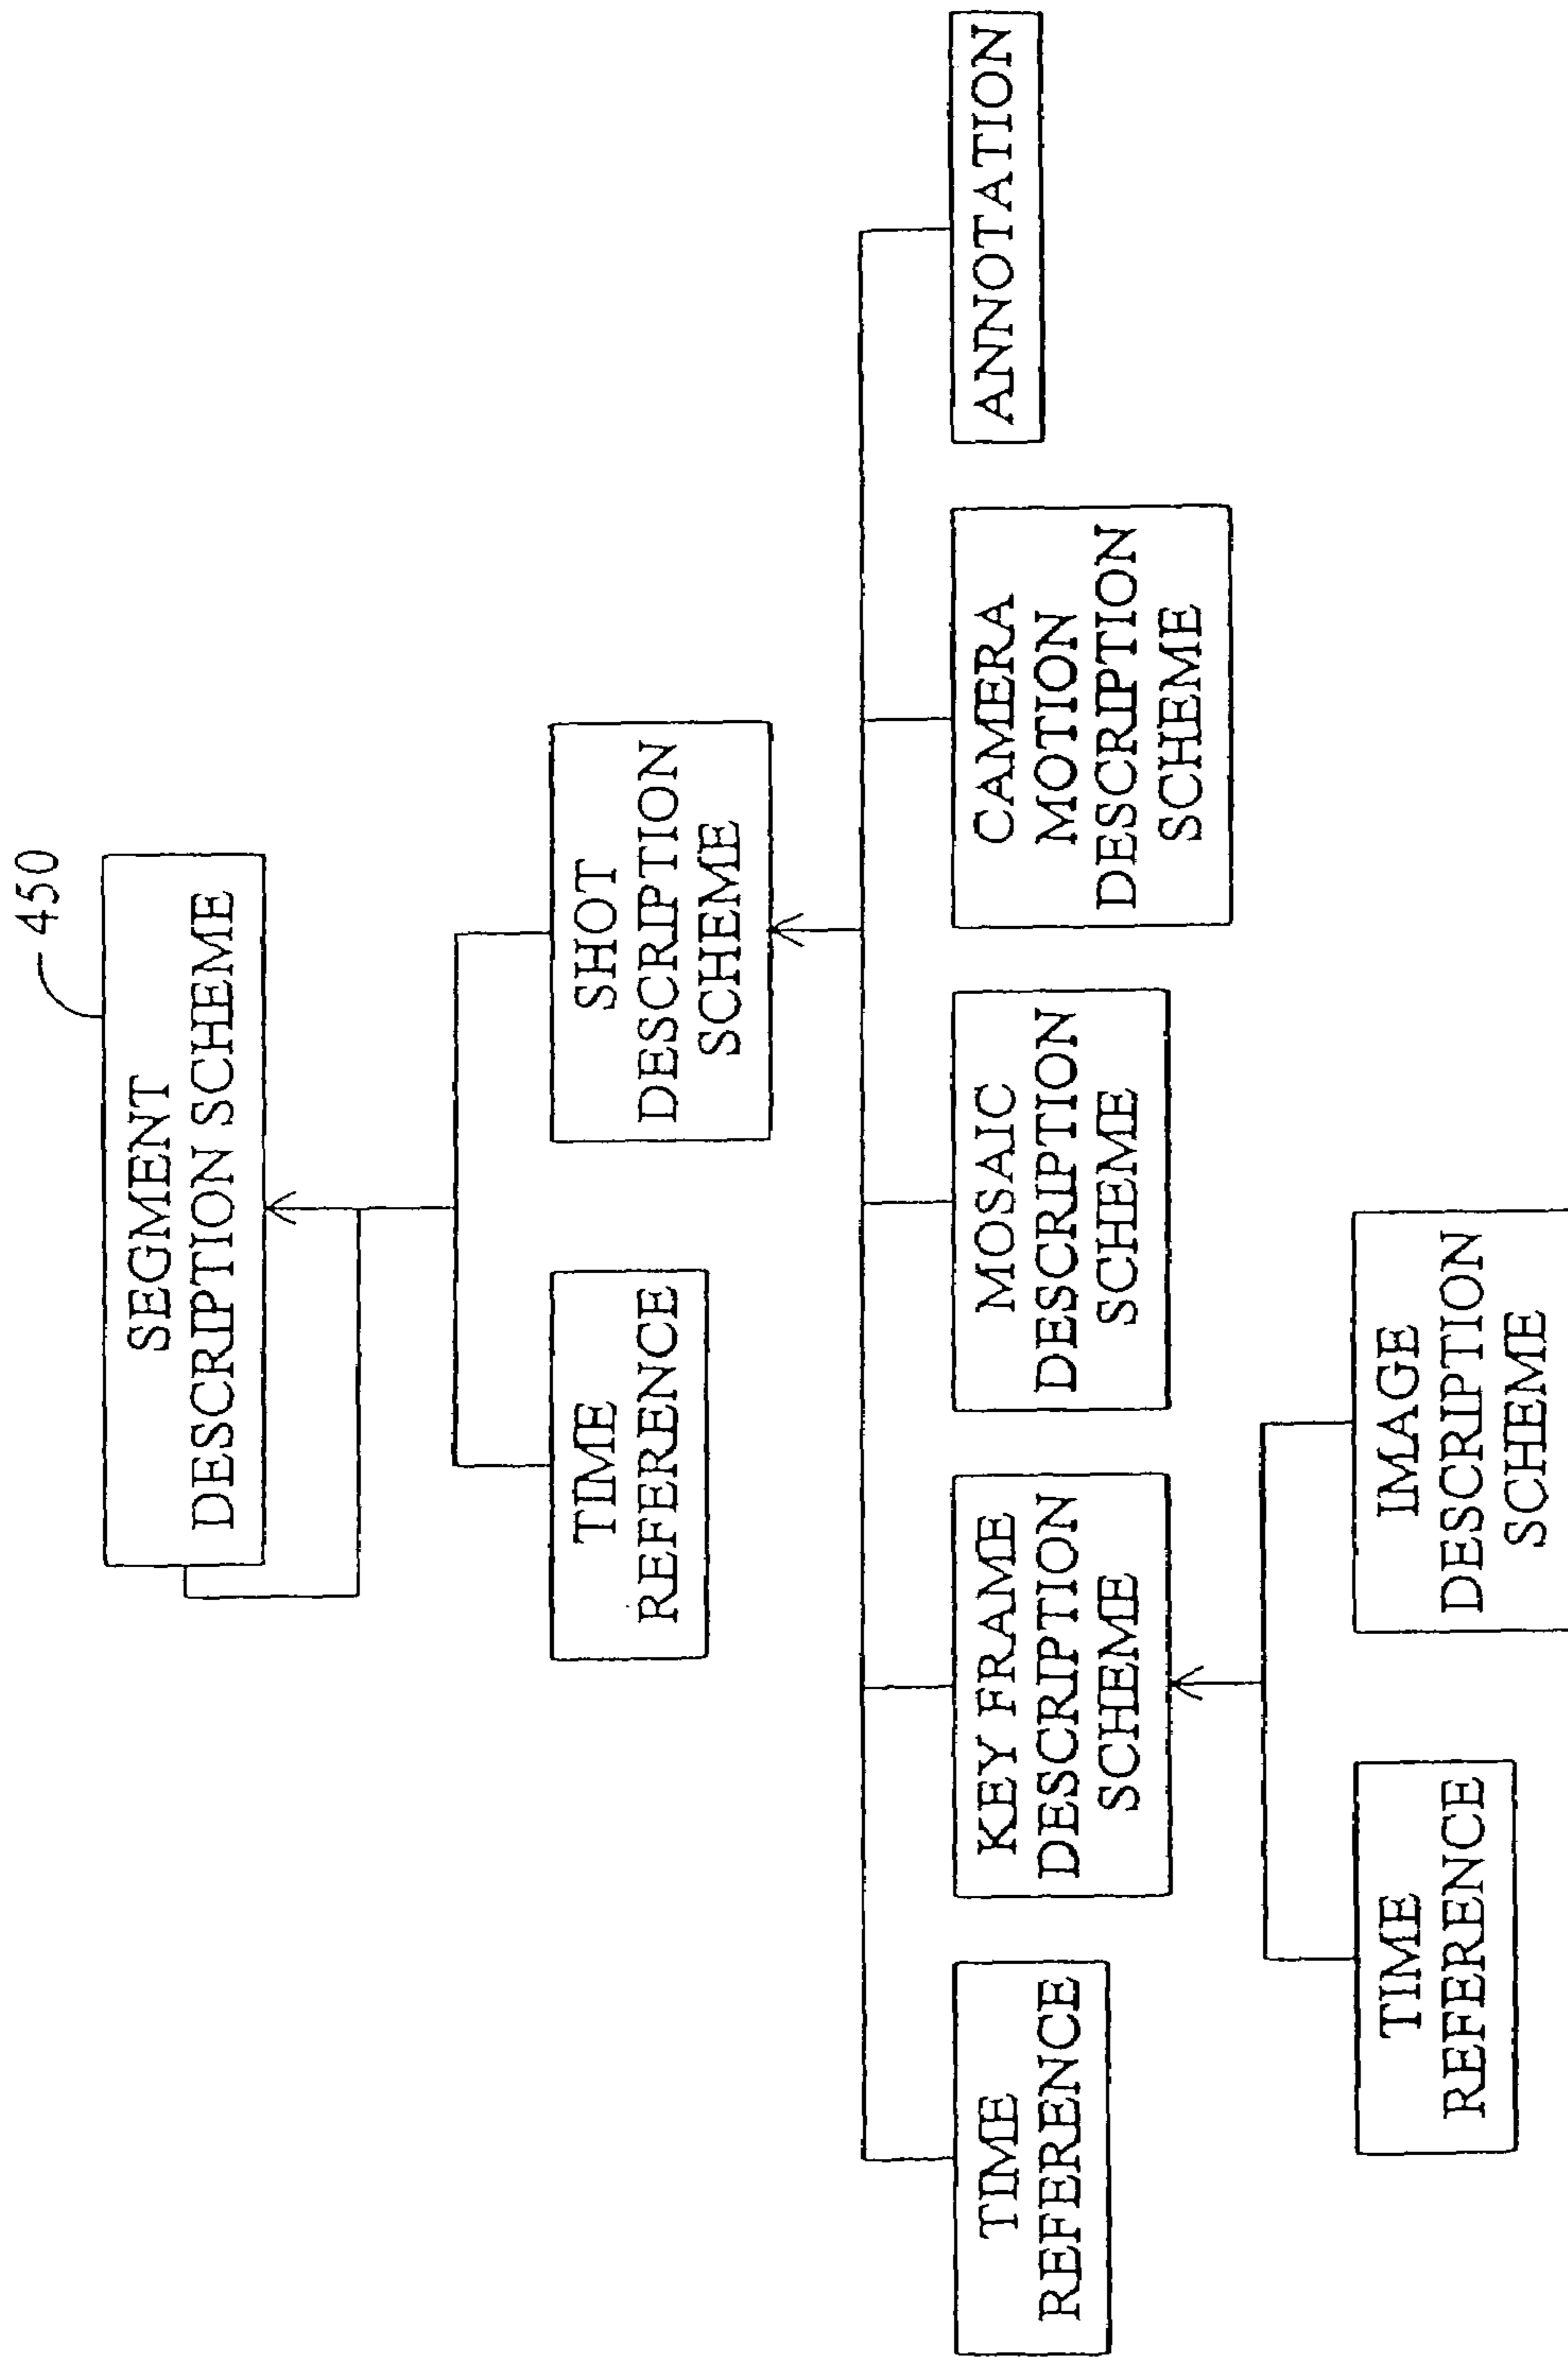 450
SEGMENT
DESCRIPTION SCHEME
TIME
REFERENCE
SHOT
DESCRIPTION
SCHEME
TIME
REFERENCE
KEY FRAME
DESCRIPTION
SCHEME
MOSAIC
DESCRIPTION
SCHEME
CAMERA
MOTION
DESCRIPTION
SCHEME
ANNOTATION
TIME
REFERENCE
IMAGE
DESCRIPTION
SCHEME